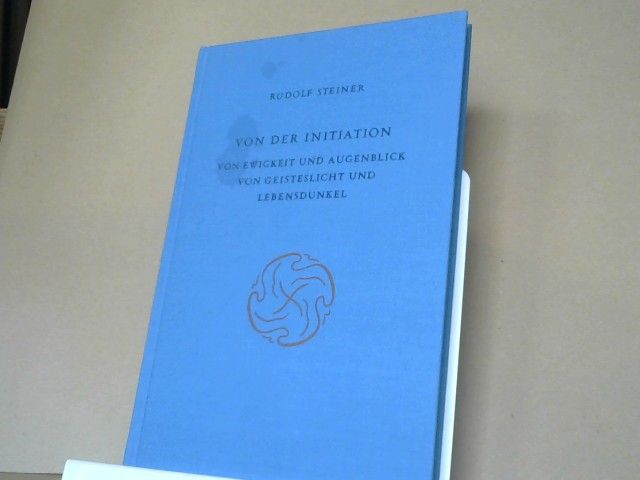 RUDOLF STEINER
VON DER INITIATION
VON EWIGKEIT UND AUGENBLICK
VON GEISTESLICHT UND
LEBENSDUNKEL